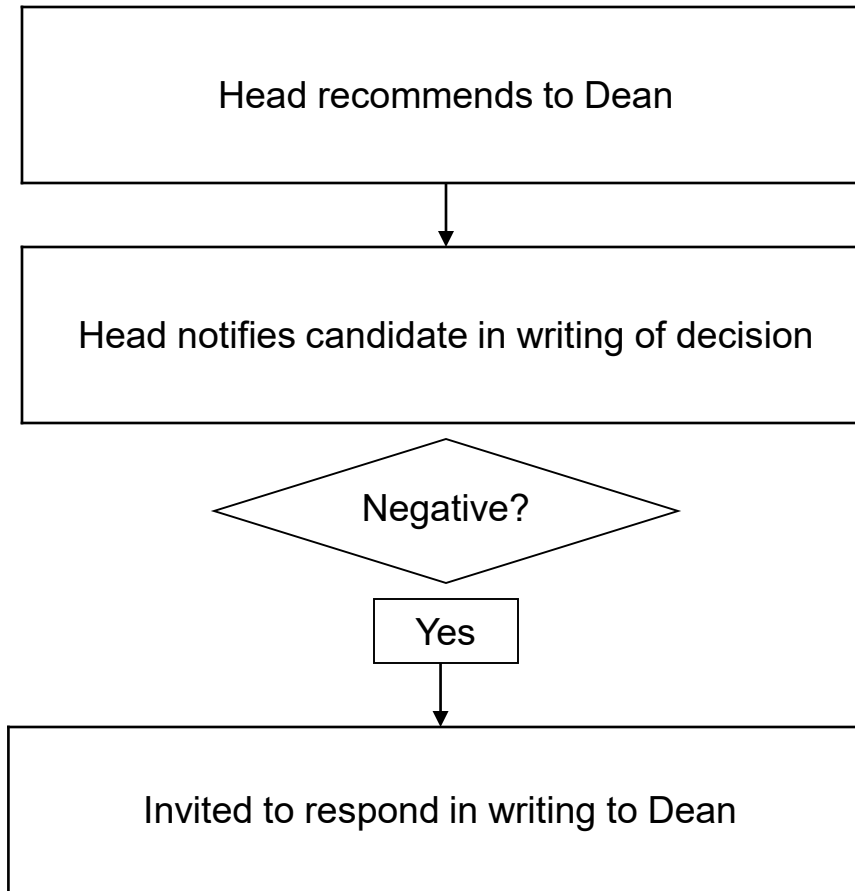 Head recommends to Dean
Head notifies candidate in writing of decision
Negative?
Yes
Invited to respond in writing to Dean